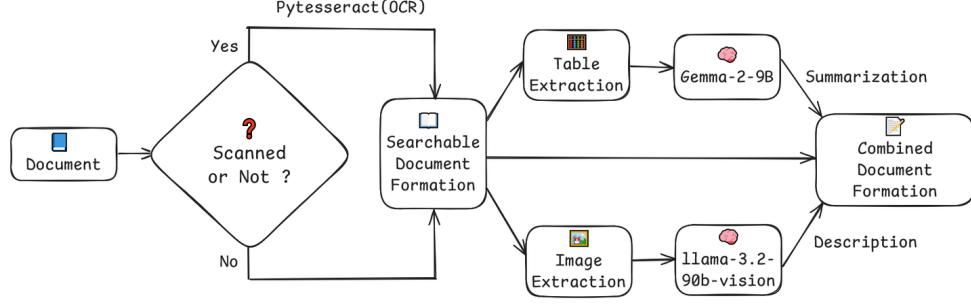 Pytesseract(OCR)
Yes
Document
Scanned
or Not ?
No
Searchable
Document
Formation
Table
Extraction
Gemma-2-9B
Summarization
Image
Extraction
llama-3.2-
90b-vision
Description
Combined
Document
Formation